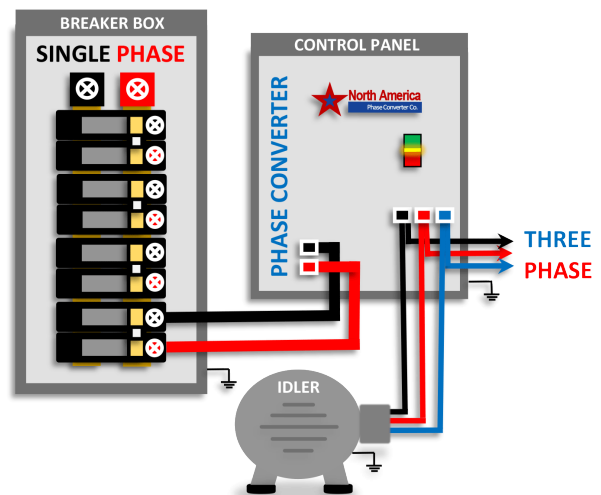 BREAKER BOX
SINGLE PHASE
CONTROL PANEL
PHASE CONVERTER
North America
Phase Converter Co.
THREE
PHASE
IDLER